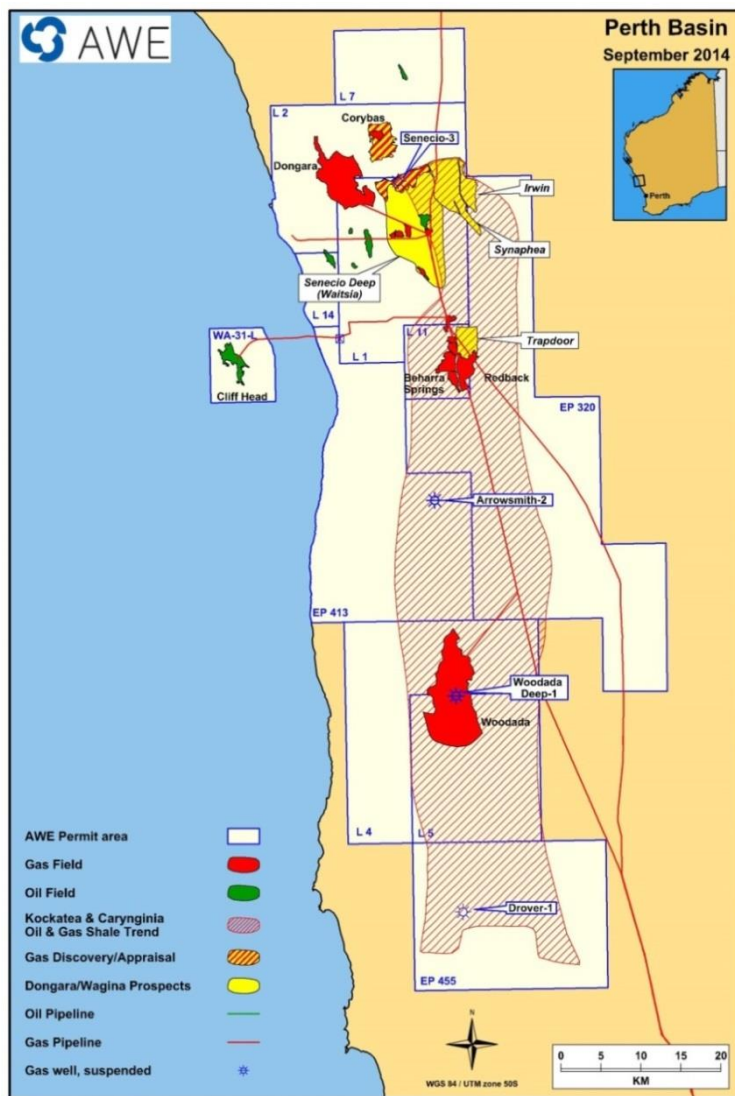 AWE
Perth Basin
September 2014
Perth
L 7
L 2
Corybas
Senecio-3
Dongara
Irwin
Synaphea
Senecio Deep
(Waitsia)
L 14
WA-31-L
L 11
Trapdoor
L 1
Cliff Head
Beharra
Springs
Redback
EP 320
Arrowsmith-2
EP 413
Woodada
Deep-1
Woodada
L 4
L 5
Drover-1
EP 455
AWE Permit area
Gas Field
Oil Field
Kockatea & Carynginia
Oil & Gas Shale Trend
Gas Discovery/Appraisal
Dongara/Wagina Prospects
Oil Pipeline
Gas Pipeline
Gas well, suspended
N
WGS 84 / UTM zone 50S
0 5 10 15 20
KM